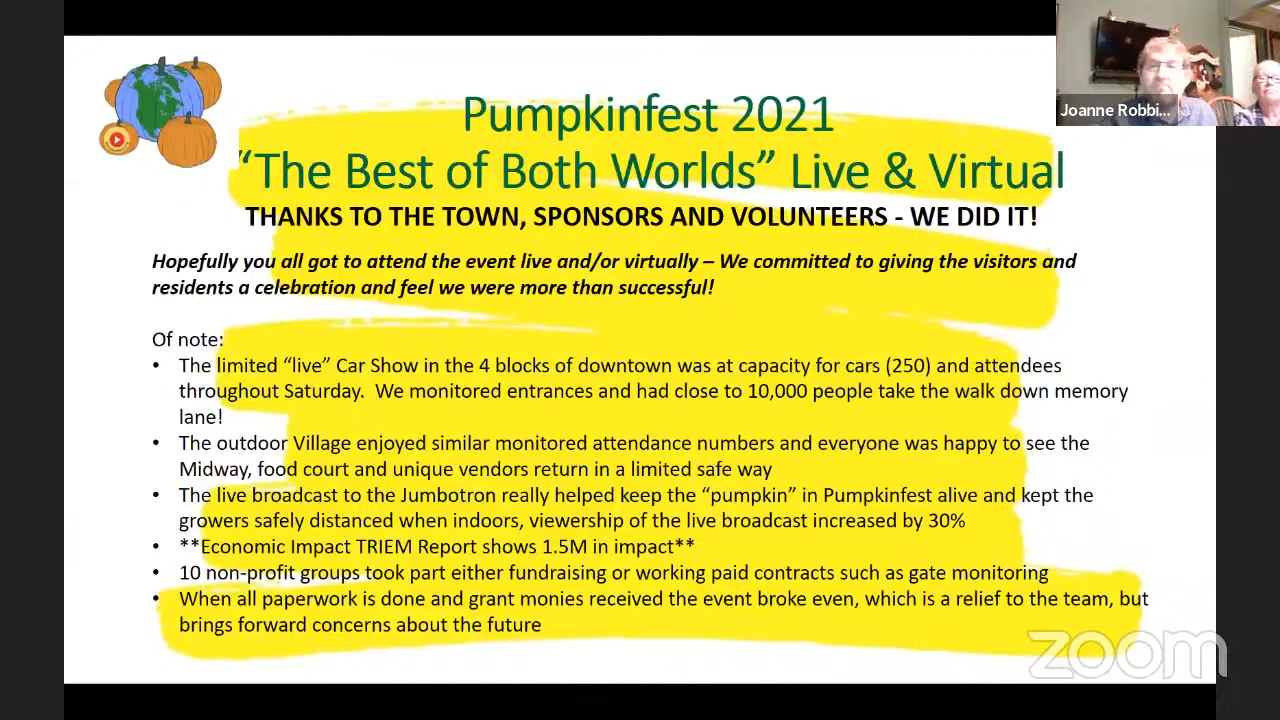 Joanne Robbi...
Pumpkinfest 2021
“The Best of Both Worlds” Live & Virtual
THANKS TO THE TOWN, SPONSORS AND VOLUNTEERS - WE DID IT!
Hopefully you all got to attend the event live and/or virtually – We committed to giving the visitors and
residents a celebration and feel we were more than successful!
Of note:
• The limited “live” Car Show in the 4 blocks of downtown was at capacity for cars (250) and attendees
throughout Saturday. We monitored entrances and had close to 10,000 people take the walk down memory
lane!
• The outdoor Village enjoyed similar monitored attendance numbers and everyone was happy to see the
Midway, food court and unique vendors return in a limited safe way
• The live broadcast to the Jumbotron really helped keep the “pumpkin” in Pumpkinfest alive and kept the
growers safely distanced when indoors, viewership of the live broadcast increased by 30%
• **Economic Impact TRIEM Report shows 1.5M in impact**
• 10 non-profit groups took part either fundraising or working paid contracts such as gate monitoring
• When all paperwork is done and grant monies received the event broke even, which is a relief to the team, but
brings forward concerns about the future
zoom